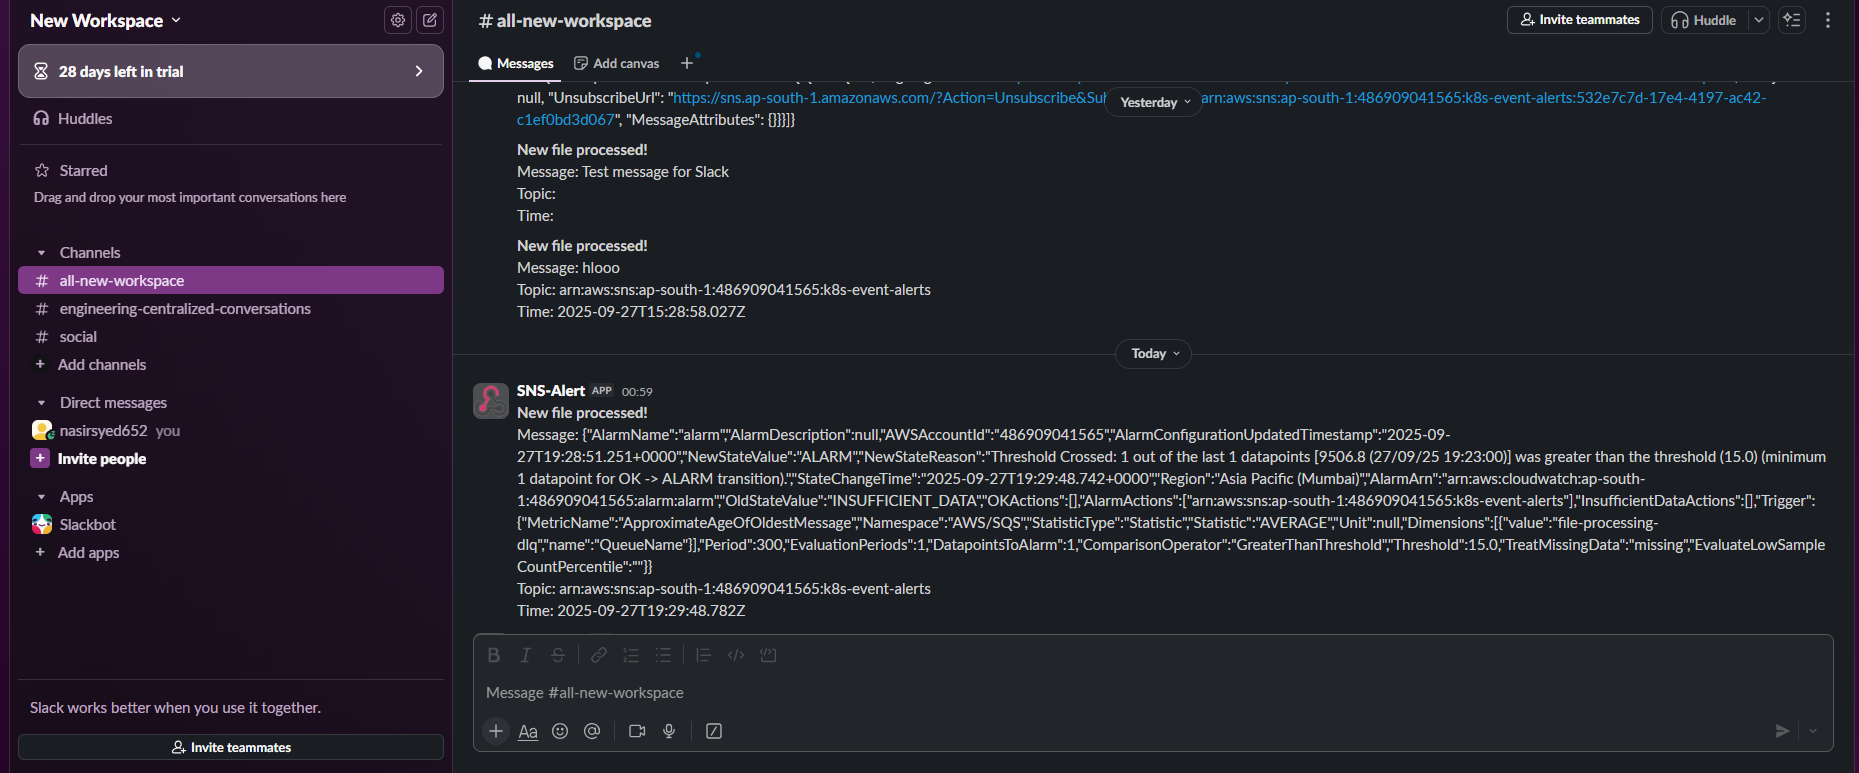 New Workspace
28 days left in trial
Huddles
Starred
Drag and drop your most important conversations here
Channels
# all-new-workspace
# engineering-centralized-conversations
# social
+ Add channels
Direct messages
nasirsyed652 you
+ Invite people
Apps
Slackbot
+ Add apps
Slack works better when you use it together.
Invite teammates
# all-new-workspace
Invite teammates
Huddle
Messages
Add canvas
+
null, "UnsubscribeUrl": "https://sns.ap-south-1.amazonaws.com/?Action=Unsubscribe&Sub
Yesterday
arn:aws:sns:ap-south-1:486909041565:k8s-event-alerts:532e7c7d-17e4-4197-ac42-
c1ef0bd3d067", "MessageAttributes": {}}}]}
New file processed!
Message: Test message for Slack
Topic:
Time:
New file processed!
Message: hlooo
Topic: arn:aws:sns:ap-south-1:486909041565:k8s-event-alerts
Time: 2025-09-27T15:28:58.027Z
Today
SNS-Alert APP 00:59
New file processed!
Message: {"AlarmName":"alarm","AlarmDescription":null,"AWSAccountId":"486909041565","AlarmConfigurationUpdatedTimestamp":"2025-09-
27T19:28:51.251+0000","NewStateValue":"ALARM","NewStateReason":"Threshold Crossed: 1 out of the last 1 datapoints [9506.8 (27/09/25 19:23:00)] was greater than the threshold (15.0) (minimum
1 datapoint for OK -> ALARM transition).","StateChangeTime":"2025-09-27T19:29:48.742+0000","Region":"Asia Pacific (Mumbai)","AlarmArn":"arn:aws:cloudwatch:ap-south-
1:486909041565:alarm:alarm","OldStateValue":"INSUFFICIENT_DATA","OKActions":[],"AlarmActions":["arn:aws:sns:ap-south-1:486909041565:k8s-event-alerts"],"InsufficientDataActions":[],"Trigger":
{"MetricName":"ApproximateAgeOfOldestMessage","Namespace":"AWS/SQS","StatisticType":"Statistic","Statistic":"AVERAGE","Unit":null,"Dimensions":[{"value":"file-processing-
dlq","name":"QueueName"}],"Period":300,"EvaluationPeriods":1,"DatapointsToAlarm":1,"ComparisonOperator":"GreaterThanThreshold","Threshold":15.0,"TreatMissingData":"missing","EvaluateLowSample
CountPercentile":""}}
Topic: arn:aws:sns:ap-south-1:486909041565:k8s-event-alerts
Time: 2025-09-27T19:29:48.782Z
Message #all-new-workspace
Aa